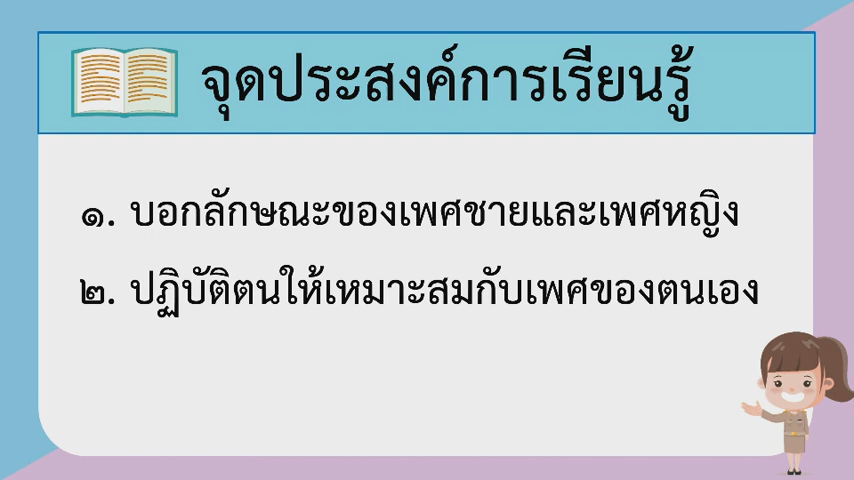 จุดประสงค์การเรียนรู้
๑. บอกลักษณะของเพศชายและเพศหญิง
๒. ปฏิบัติตนให้เหมาะสมกับเพศของตนเอง